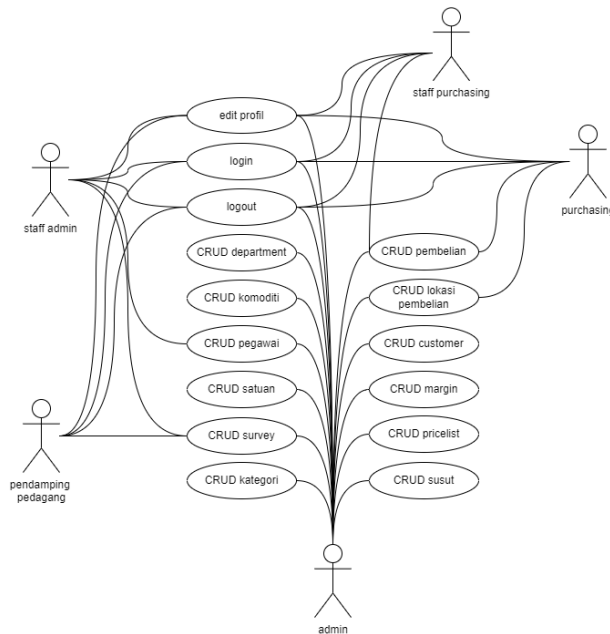 staff purchasing
edit profil
login
staff admin
purchasing
logout
CRUD department
CRUD pembelian
CRUD komoditi
CRUD lokasi
pembelian
CRUD pegawai
CRUD customer
CRUD satuan
CRUD margin
CRUD survey
CRUD pricelist
pendamping
pedagang
CRUD kategori
CRUD susut
admin